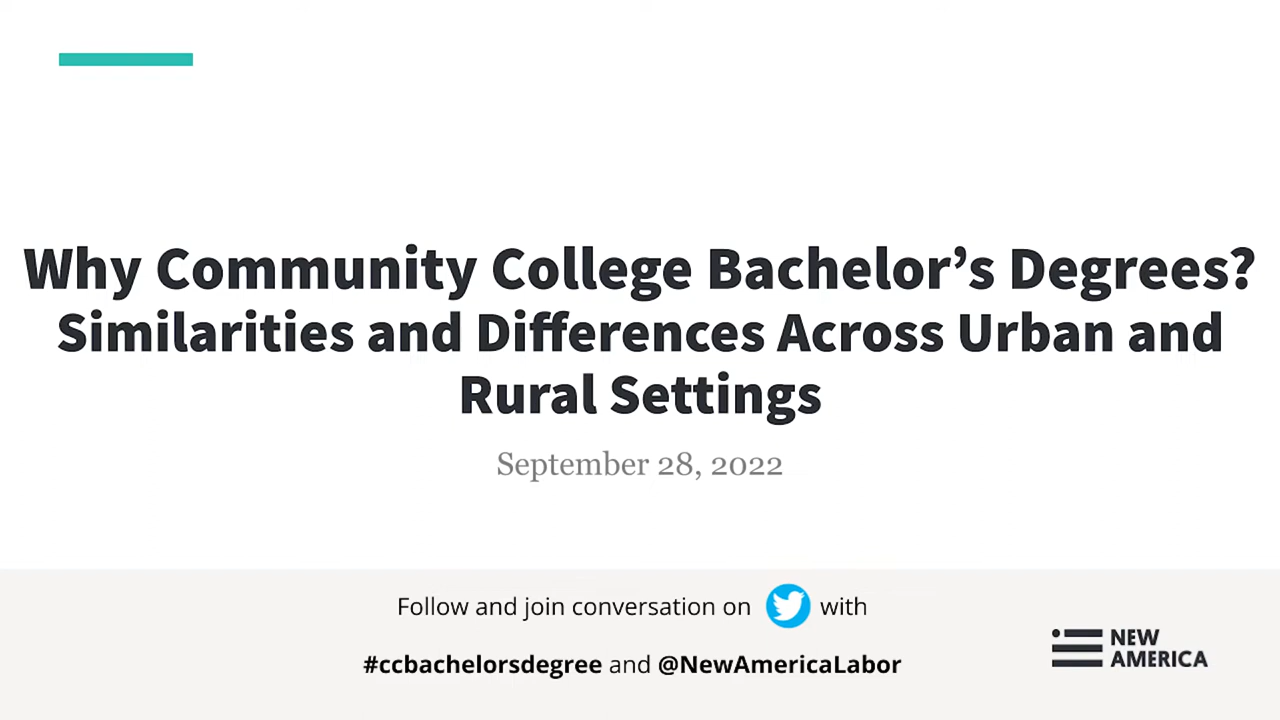 Why Community College Bachelor’s Degrees?
Similarities and Differences Across Urban and
Rural Settings
September 28, 2022
Follow and join conversation on with
#ccbachelorsdegree and @NewAmericaLabor
NEW
AMERICA